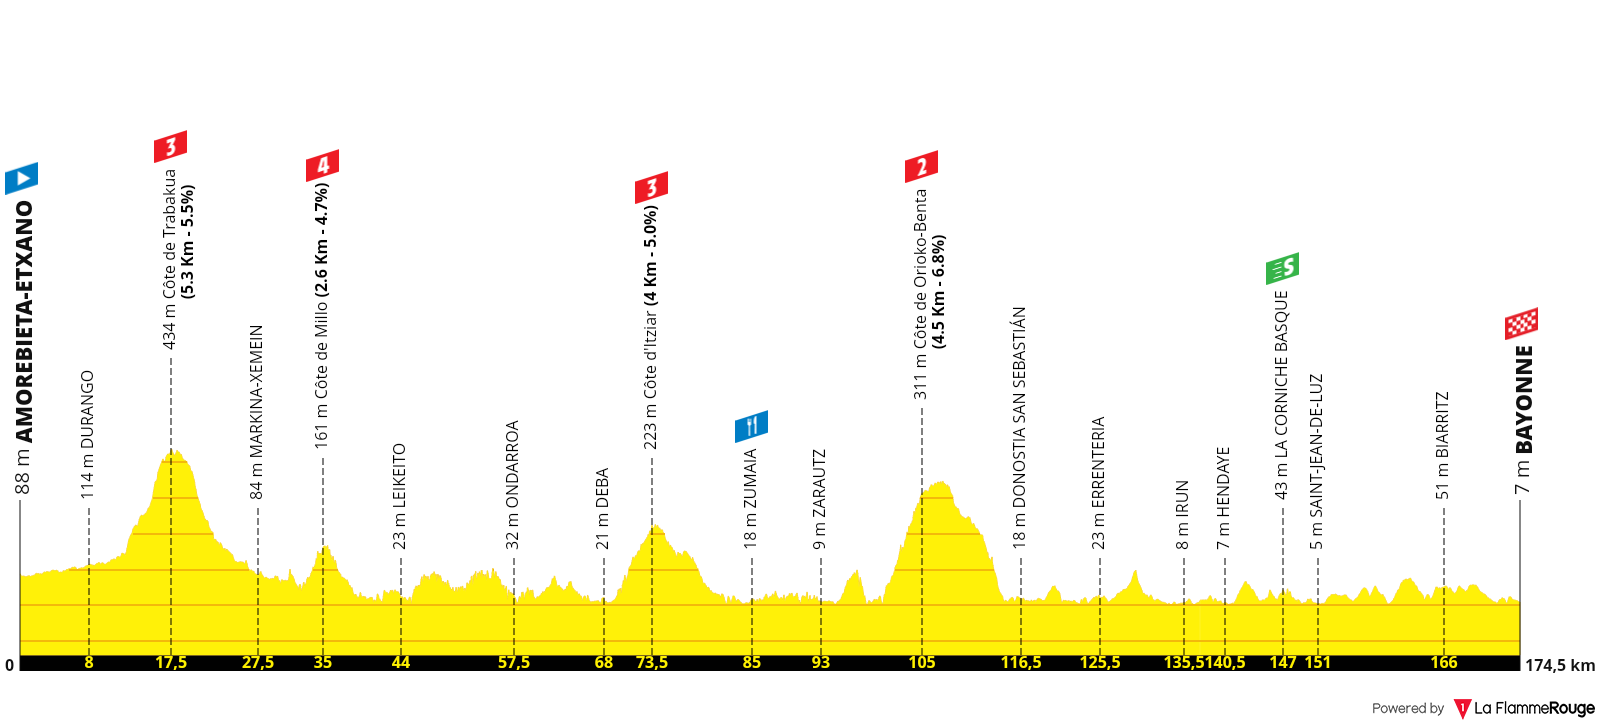 88 m AMOREBIETA-ETXANO
114 m DURANGO
3
434 m Côte de Trabakua
(5.3 Km - 5.5%)
84 m MARKINA-XEMEIN
4
161 m Côte de Millo (2.6 Km - 4.7%)
23 m LEIKEITO
32 m ONDARROA
21 m DEBA
3
223 m Côte d'Itziar (4 Km - 5.0%)
18 m ZUMAIA
9 m ZARAUTZ
2
311 m Côte de Orioko-Benta
(4.5 Km - 6.8%)
18 m DONOSTIA SAN SEBASTIÁN
23 m ERRENTERIA
8 m IRUN
7 m HENDAYE
S
43 m LA CORNICHE BASQUE
5 m SAINT-JEAN-DE-LUZ
51 m BIARRITZ
7 m BAYONNE
0 8 17,5 27,5 35 44 57,5 68 73,5 85 93 105 116,5 125,5 135,5 140,5 147 151 166 174,5 km
Powered by 1 La FlammeRouge